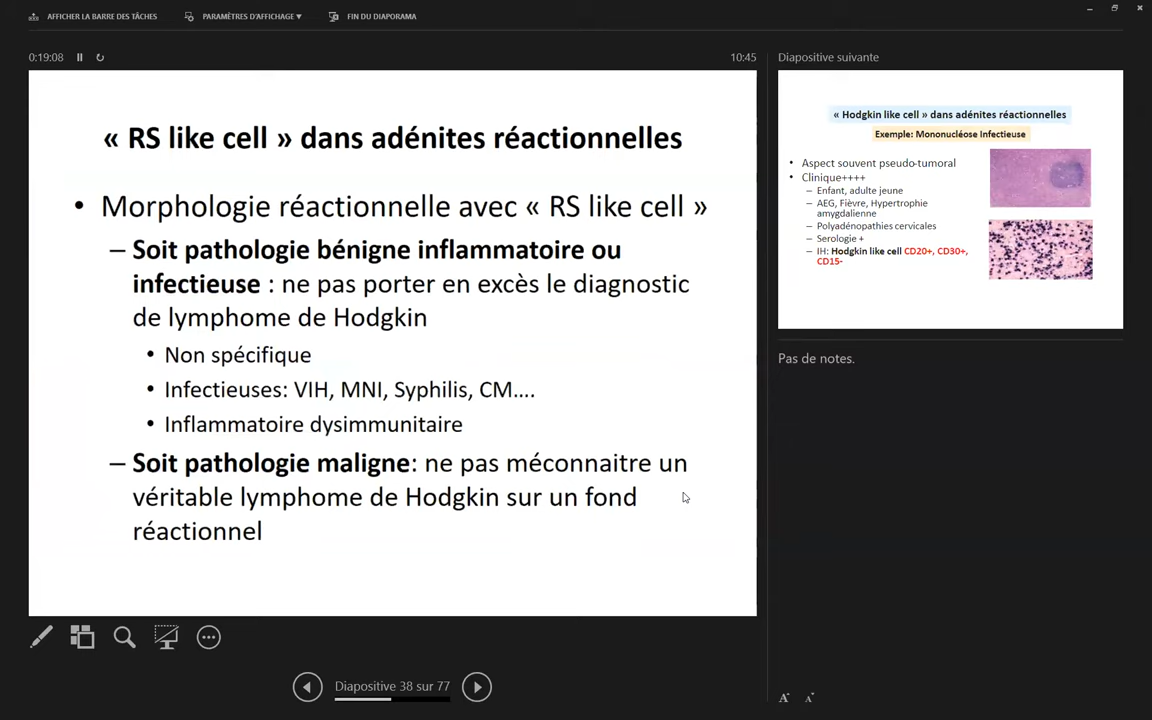 AFFICHER LA BARRE DES TÂCHES
PARAMÈTRES D'AFFICHAGE ▼
FIN DU DIAPORAMA
0:19:08
10:45
« RS like cell » dans adénites réactionnelles
• Morphologie réactionnelle avec « RS like cell »
– Soit pathologie bénigne inflammatoire ou
infectieuse : ne pas porter en excès le diagnostic
de lymphome de Hodgkin
• Non spécifique
• Infectieuses: VIH, MNI, Syphilis, CM….
• Inflammatoire dysimmunitaire
– Soit pathologie maligne: ne pas méconnaitre un
véritable lymphome de Hodgkin sur un fond
réactionnel
Diapositive 38 sur 77
Diapositive suivante
« Hodgkin like cell » dans adénites réactionnelles
Exemple: Mononucléose Infectieuse
• Aspect souvent pseudo-tumoral
• Clinique++++
– Enfant, adulte jeune
– AEG, Fièvre, Hypertrophie
amygdalienne
– Polyadénopathies cervicales
– Serologie +
– IH: Hodgkin like cell CD20+, CD30+,
CD15-
Pas de notes.
A A